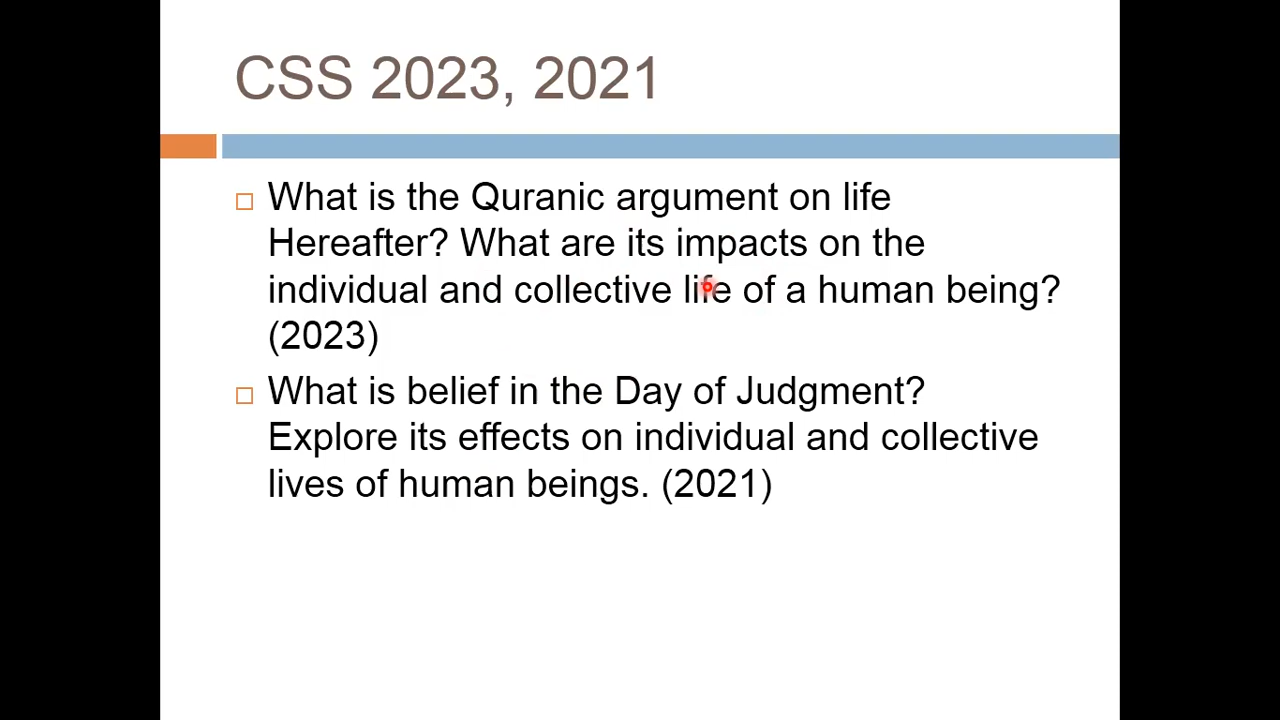 CSS 2023, 2021
What is the Quranic argument on life
Hereafter? What are its impacts on the
individual and collective life of a human being?
(2023)
What is belief in the Day of Judgment?
Explore its effects on individual and collective
lives of human beings. (2021)